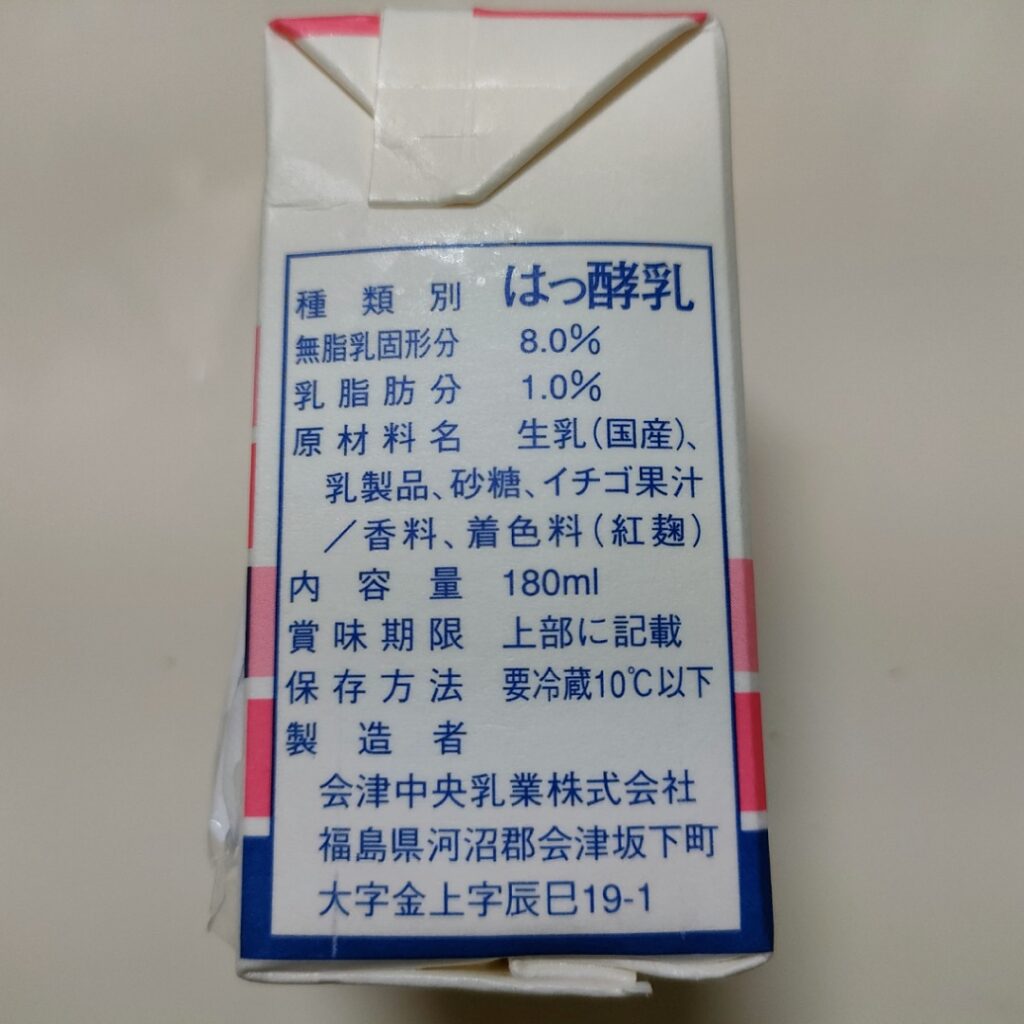 種類別 はっ酵乳
無脂乳固形分 8.0%
乳脂肪分 1.0%
原材料名 生乳(国産)、
乳製品、砂糖、イチゴ果汁
/香料、着色料(紅麹)
内容量 180ml
賞味期限 上部に記載
保存方法 要冷蔵10℃以下
製造者
会津中央乳業株式会社
福島県河沼郡会津坂下町
大字金上字辰巳19-1